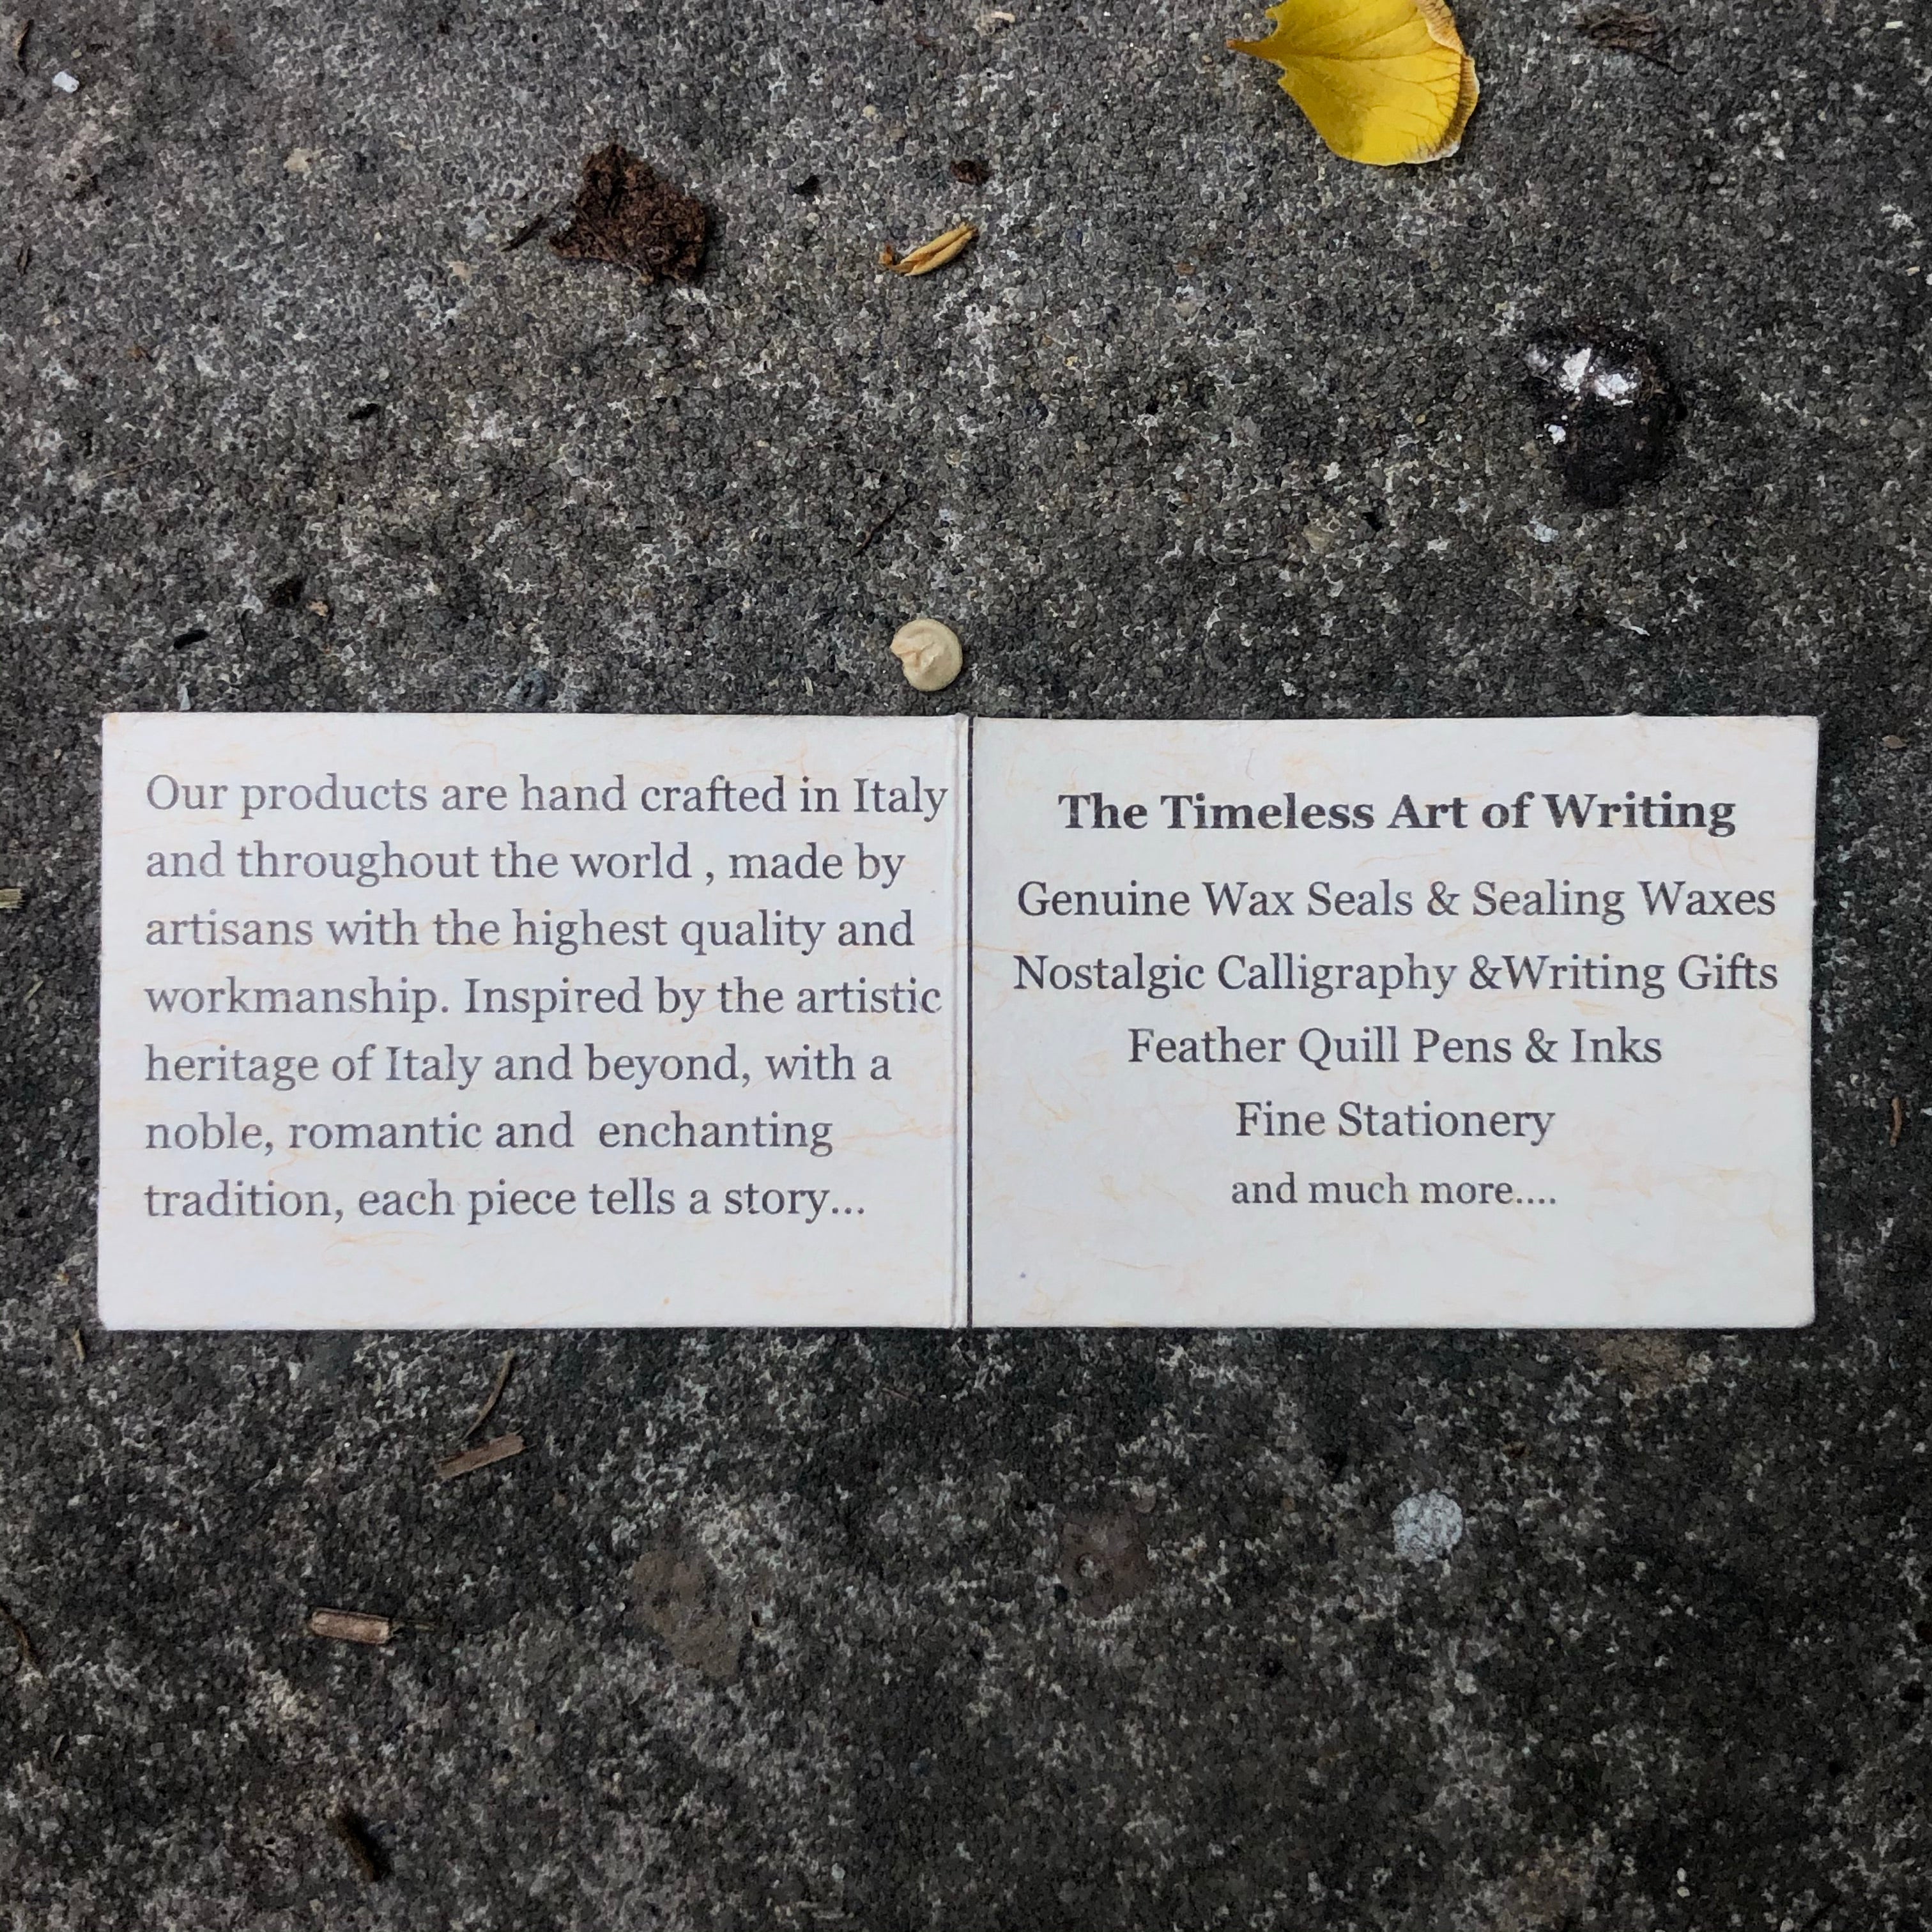 Our products are hand crafted in Italy
and throughout the world , made by
artisans with the highest quality and
workmanship. Inspired by the artistic
heritage of Italy and beyond, with a
noble, romantic and  enchanting
tradition, each piece tells a story...
The Timeless Art of Writing
Genuine Wax Seals & Sealing Waxes
Nostalgic Calligraphy &Writing Gifts
Feather Quill Pens & Inks
Fine Stationery
and much more....